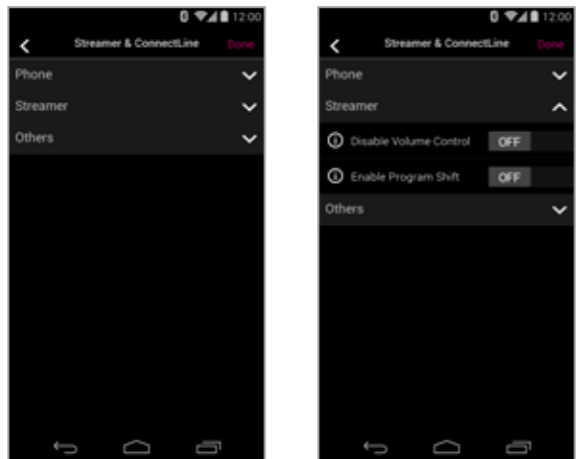 12:00
Streamer & ConnectLine Done
Phone
Streamer
Others
12:00
Streamer & ConnectLine Done
Phone
Streamer
Disable Volume Control OFF
Enable Program Shift OFF
Others